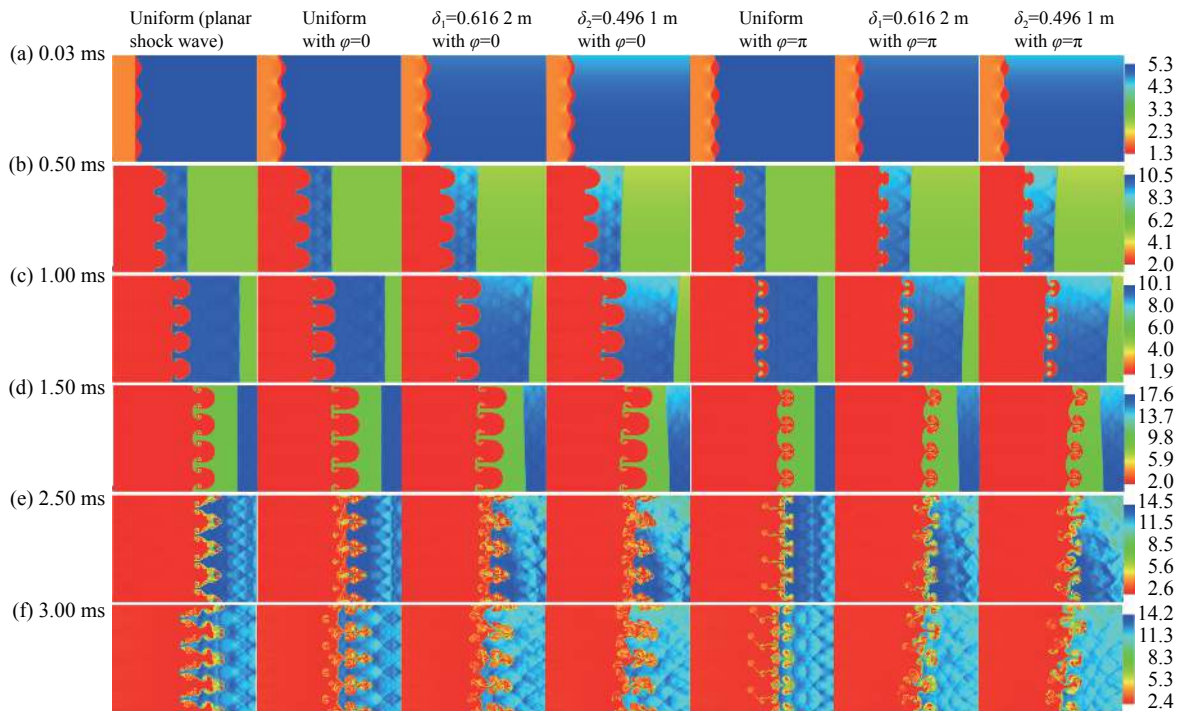 Uniform (planar shock wave)
Uniform with φ=0
δ₁=0.616 2 m with φ=0
δ₂=0.496 1 m with φ=0
Uniform with φ=π
δ₁=0.616 2 m with φ=π
δ₂=0.496 1 m with φ=π
(a) 0.03 ms
5.3
4.3
3.3
2.3
1.3
(b) 0.50 ms
10.5
8.3
6.2
4.1
2.0
(c) 1.00 ms
10.1
8.0
6.0
4.0
1.9
(d) 1.50 ms
17.6
13.7
9.8
5.9
2.0
(e) 2.50 ms
14.5
11.5
8.5
5.6
2.6
(f) 3.00 ms
14.2
11.3
8.3
5.3
2.4